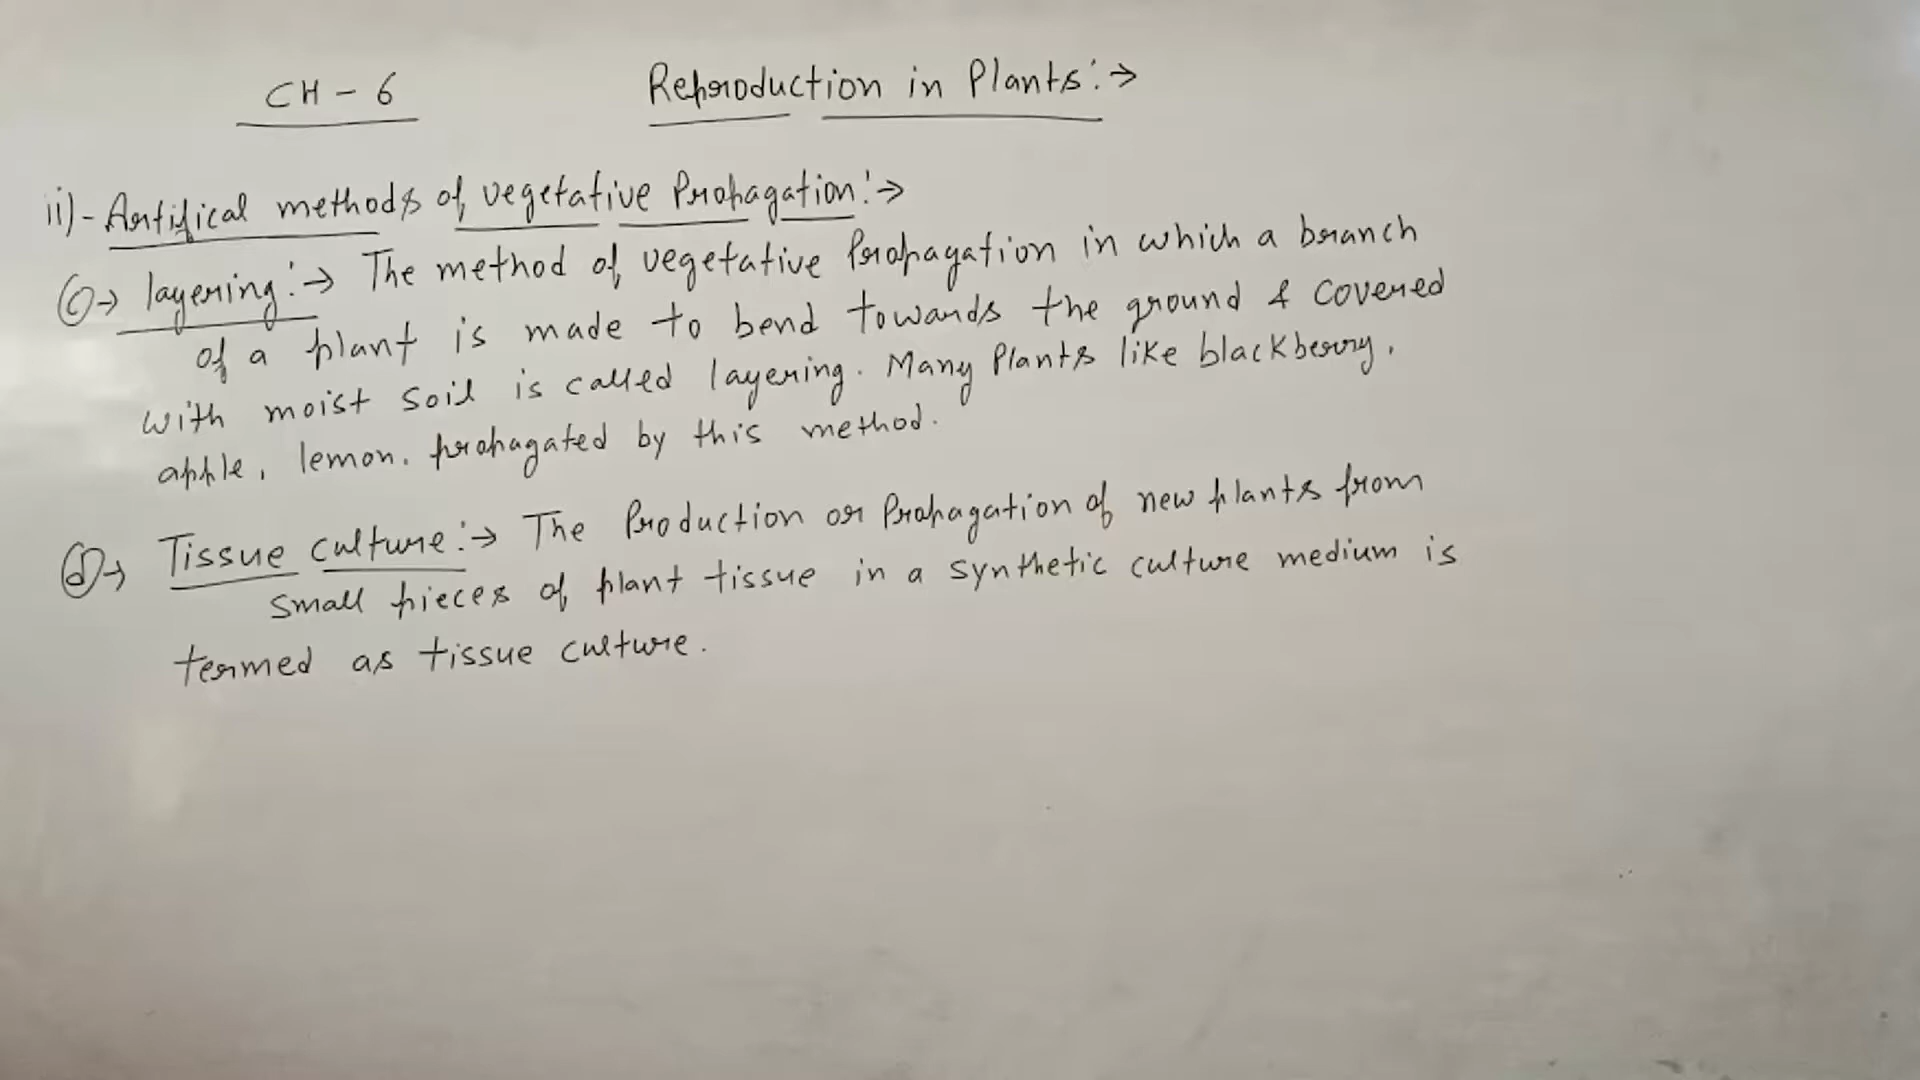 CH - 6 Reproduction in Plants:→
ii)- Artifical methods of vegetative Propagation:→
(c)→ layering:→ The method of vegetative Propagation in which a branch
of a plant is made to bend towards the ground & covered
with moist soil is called layering. Many Plants like blackberry,
apple, lemon. propagated by this method.
(d)→ Tissue culture:→ The Production or Propagation of new plants from
small pieces of plant tissue in a synthetic culture medium is
termed as tissue culture.